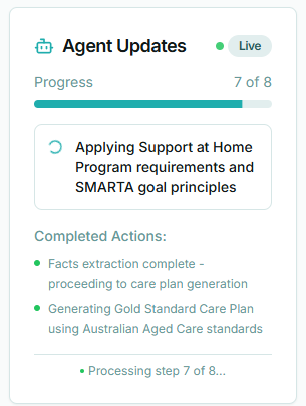 Agent Updates
Live
Progress
7 of 8
Applying Support at Home
Program requirements and
SMARTA goal principles
Completed Actions:
Facts extraction complete -
proceeding to care plan generation
Generating Gold Standard Care Plan
using Australian Aged Care standards
Processing step 7 of 8...